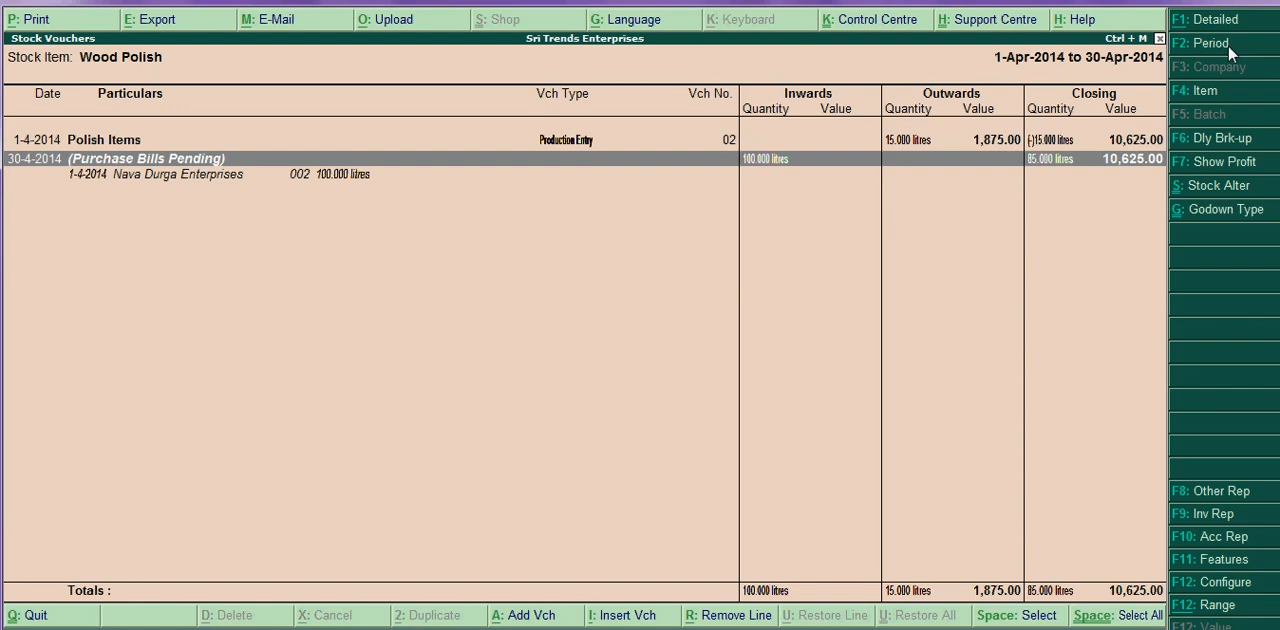 P: Print E: Export M: E-Mail O: Upload S: Shop G: Language K: Keyboard K: Control Centre H: Support Centre H: Help
Stock Vouchers Sri Trends Enterprises Ctrl + M
Stock Item: Wood Polish 1-Apr-2014 to 30-Apr-2014
Date Particulars Vch Type Vch No. Inwards Outwards Closing
Quantity Value Quantity Value Quantity Value
1-4-2014 Polish Items Production Entry 02 15.000 litres 1,875.00 (-)15.000 litres 10,625.00
30-4-2014 (Purchase Bills Pending) 100.000 litres 85.000 litres 10,625.00
1-4-2014 Nava Durga Enterprises 002 100.000 litres
Totals : 100.000 litres 15.000 litres 1,875.00 85.000 litres 10,625.00
Q: Quit D: Delete X: Cancel 2: Duplicate A: Add Vch I: Insert Vch R: Remove Line U: Restore Line U: Restore All Space: Select Space: Select All
F1: Detailed
F2: Period
F3: Company
F4: Item
F5: Batch
F6: Dly Brk-up
F7: Show Profit
S: Stock Alter
G: Godown Type
F8: Other Rep
F9: Inv Rep
F10: Acc Rep
F11: Features
F12: Configure
F12: Range
F12: Value